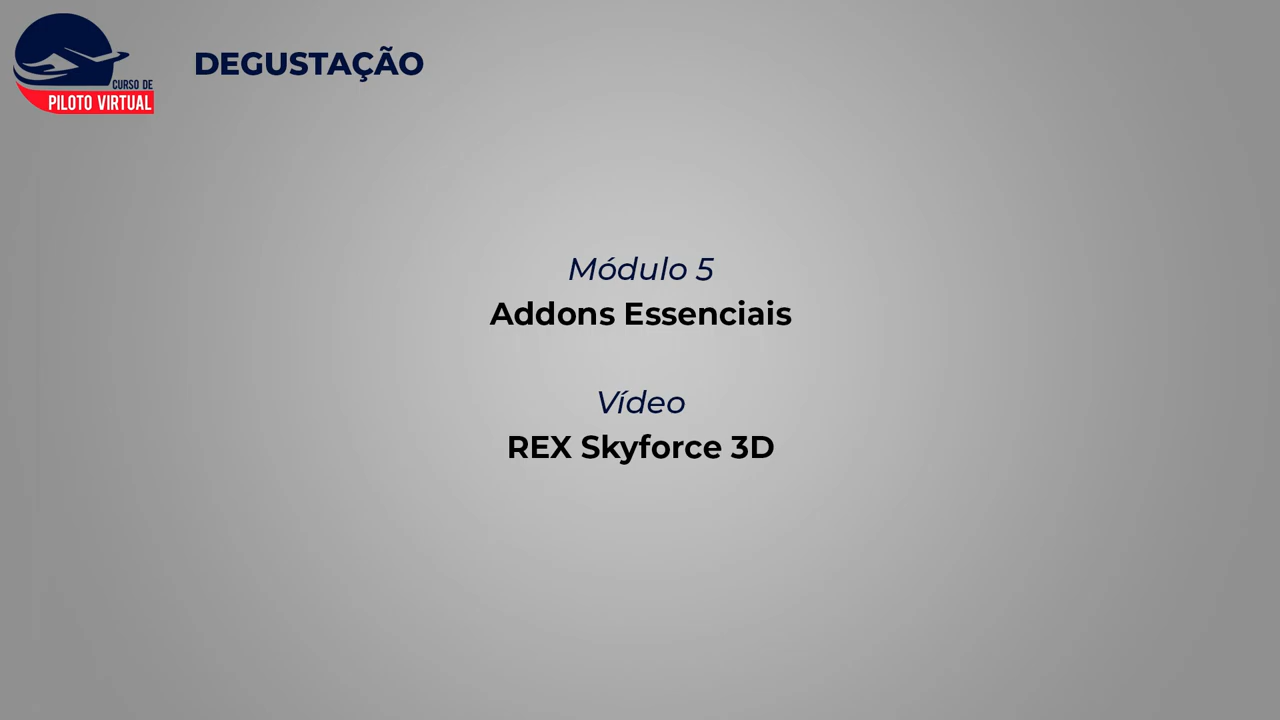 CURSO DE
PILOTO VIRTUAL
DEGUSTAÇÃO
Módulo 5
Addons Essenciais
Vídeo
REX Skyforce 3D